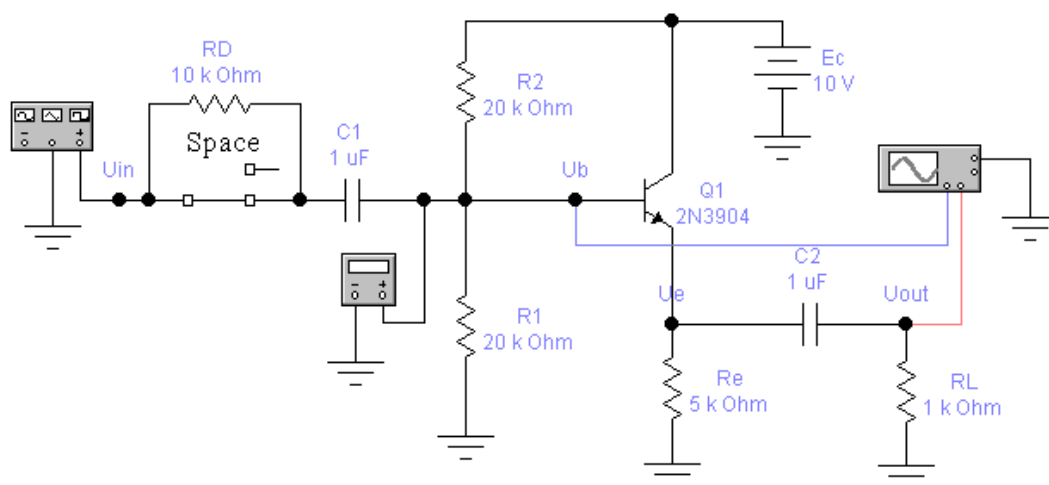 RD
10 k Ohm
Space
Uin
C1
1 uF
R2
20 k Ohm
Ec
10 V
Ub
Q1
2N3904
- +
- +
R1
20 k Ohm
Ue
C2
1 uF
Uout
Re
5 k Ohm
RL
1 k Ohm